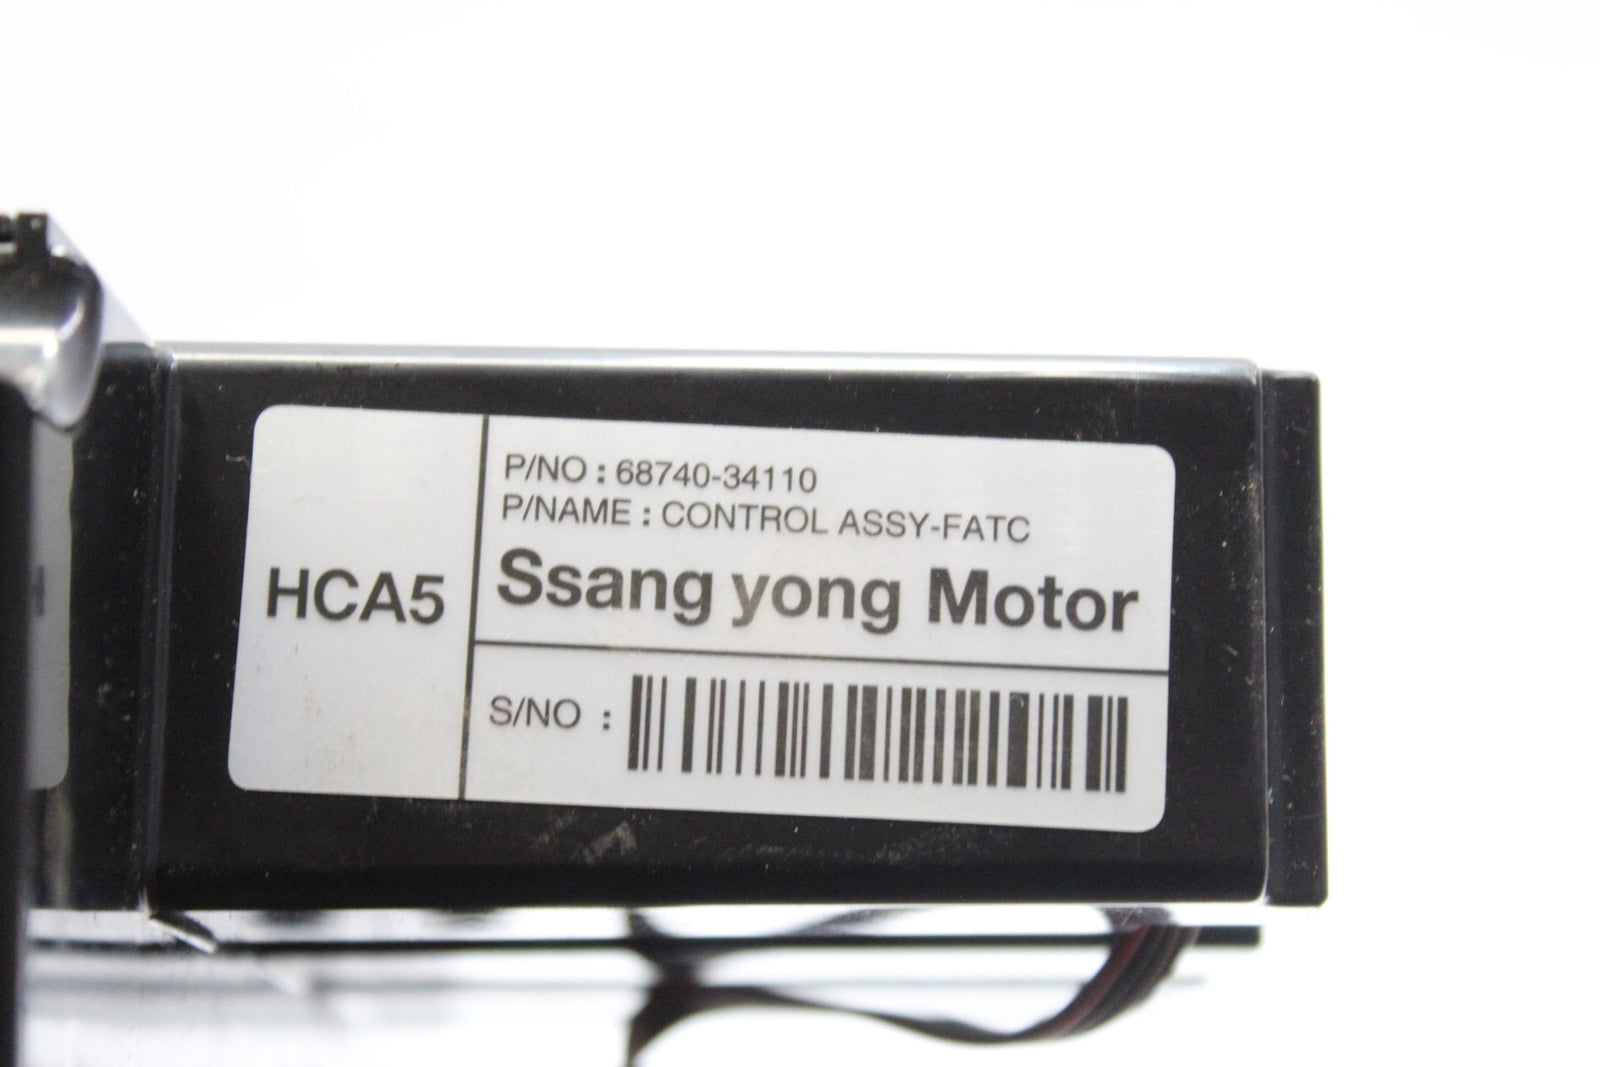 HCA5
P/NO : 68740-34110
P/NAME : CONTROL ASSY-FATC
Ssang yong Motor
S/NO :